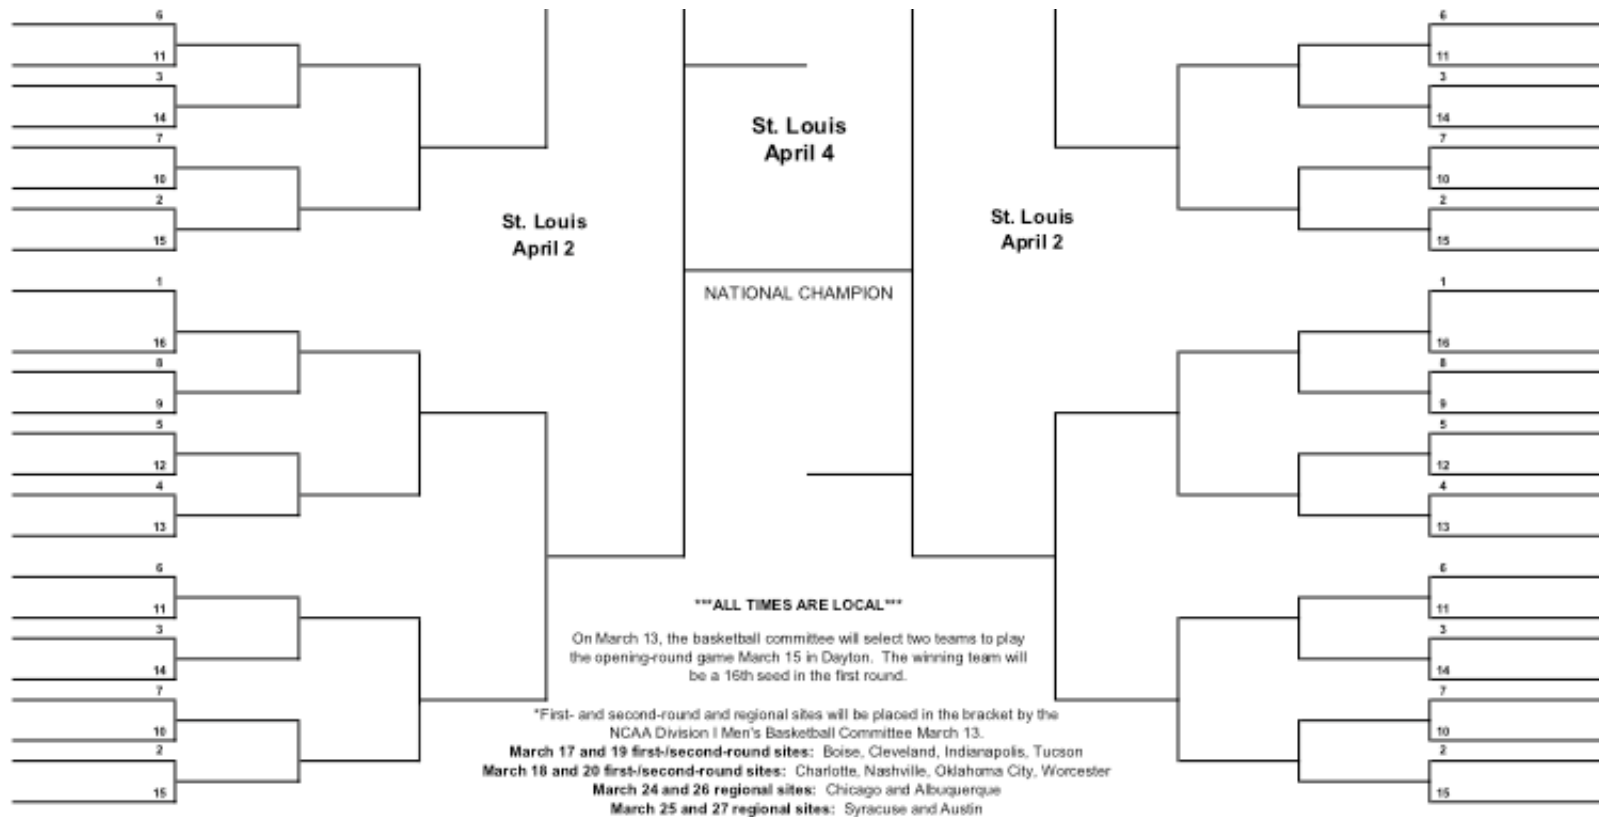 6
11
3
14
7
10
2
15
1
16
8
9
5
12
4
13
6
11
3
14
7
10
2
15
St. Louis
April 2
St. Louis
April 4
NATIONAL CHAMPION
St. Louis
April 2
***ALL TIMES ARE LOCAL***
On March 13, the basketball committee will select two teams to play
the opening-round game March 15 in Dayton. The winning team will
be a 16th seed in the first round.
*First- and second-round and regional sites will be placed in the bracket by the
NCAA Division I Men's Basketball Committee March 13.
March 17 and 19 first-/second-round sites: Boise, Cleveland, Indianapolis, Tucson
March 18 and 20 first-/second-round sites: Charlotte, Nashville, Oklahoma City, Worcester
March 24 and 26 regional sites: Chicago and Albuquerque
March 25 and 27 regional sites: Syracuse and Austin
6
11
3
14
7
10
2
15
1
16
8
9
5
12
4
13
6
11
3
14
7
10
2
15